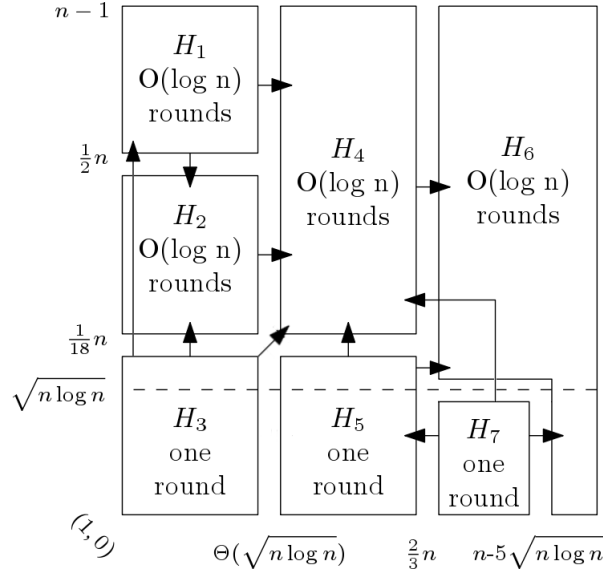 n − 1
H₁
O(log n)
rounds
½n
H₂
O(log n)
rounds
H₄
O(log n)
rounds
H₆
O(log n)
rounds
1/18 n
√(n log n)
H₃
one
round
H₅
one
round
H₇
one
round
(1,0)
Θ(√(n log n))
⅔n
n-5√(n log n)